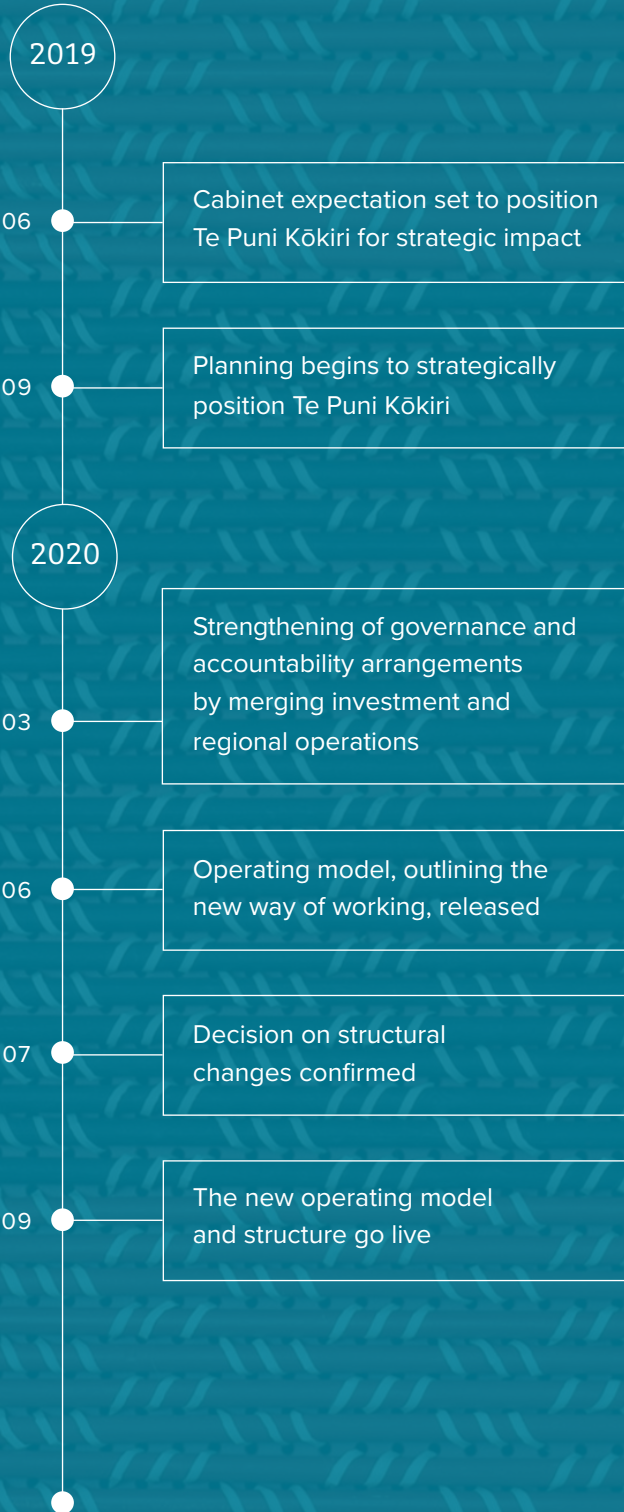 2019
06
Cabinet expectation set to position
Te Puni Kōkiri for strategic impact
09
Planning begins to strategically
position Te Puni Kōkiri
2020
03
Strengthening of governance and
accountability arrangements
by merging investment and
regional operations
06
Operating model, outlining the
new way of working, released
07
Decision on structural
changes confirmed
09
The new operating model
and structure go live